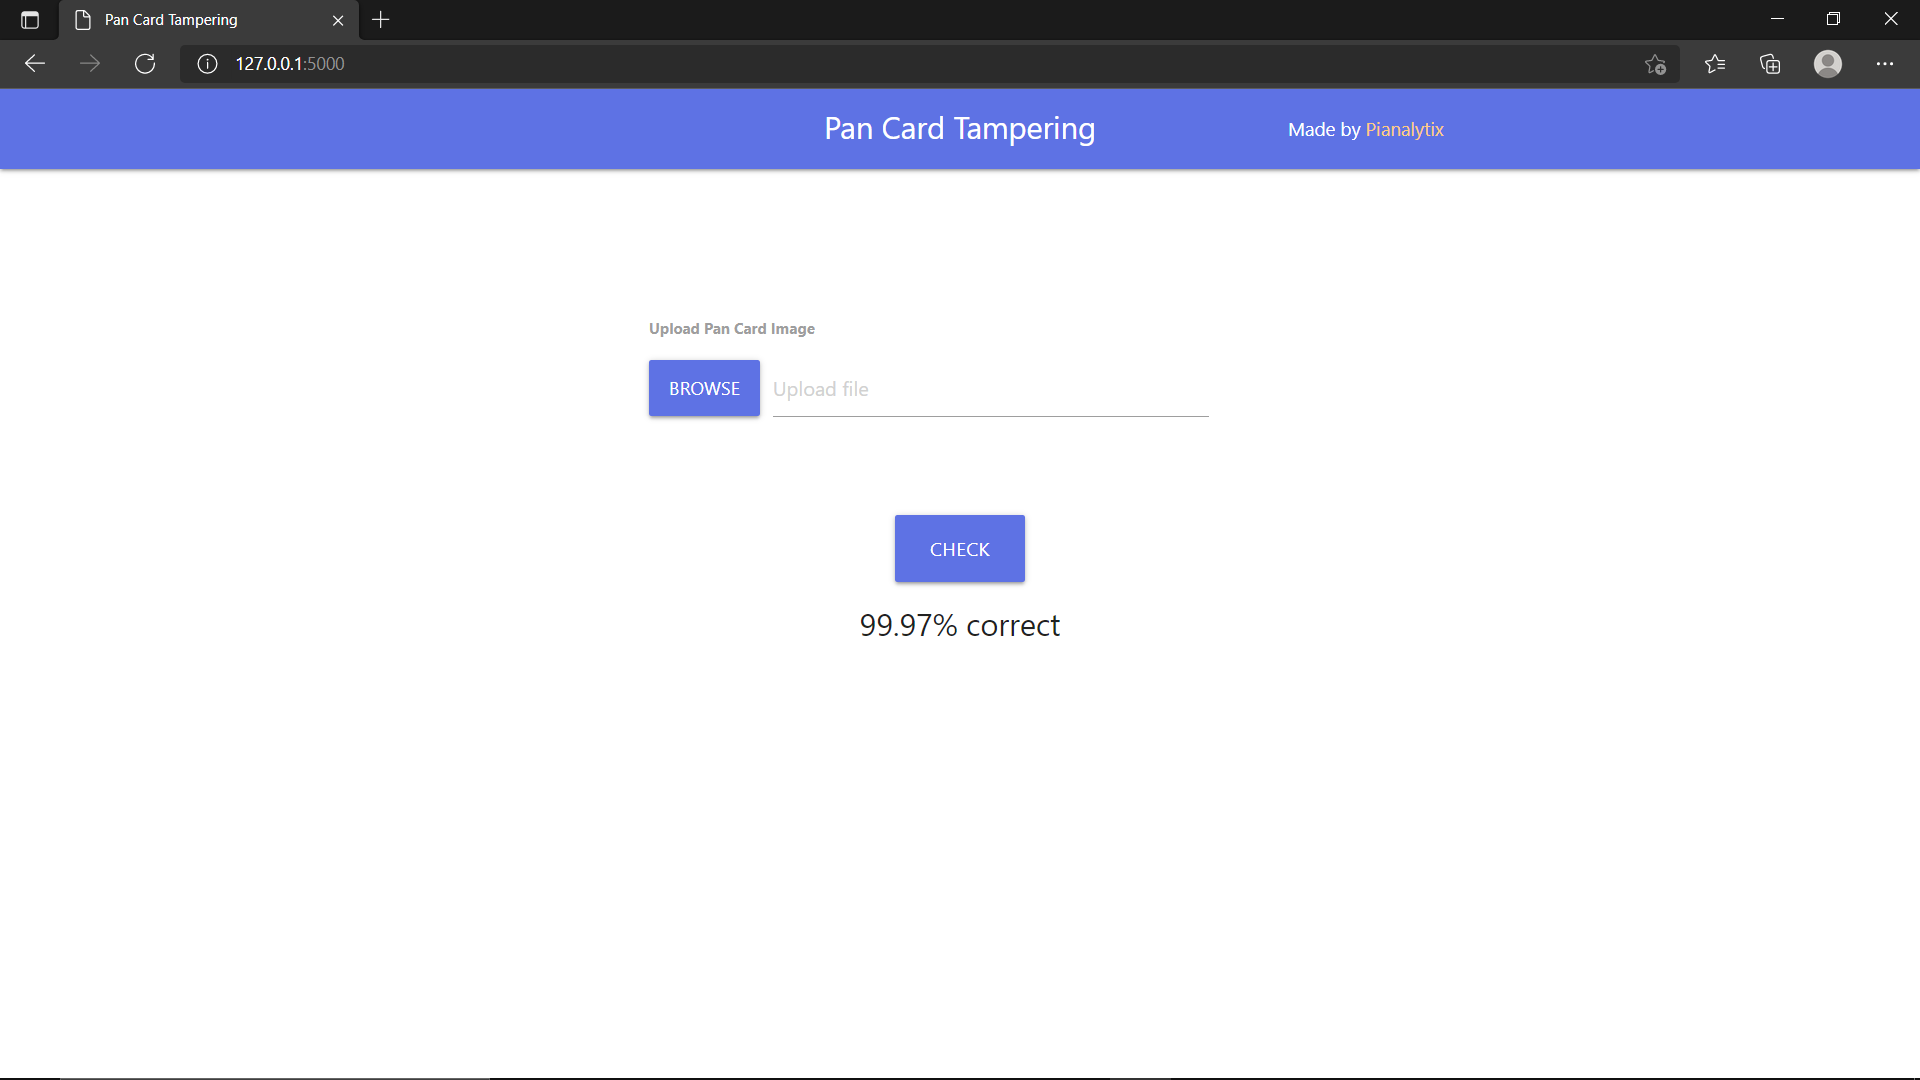 Pan Card Tampering
127.0.0.1:5000
Pan Card Tampering
Made by Pianalytix
Upload Pan Card Image
BROWSE Upload file
CHECK
99.97% correct